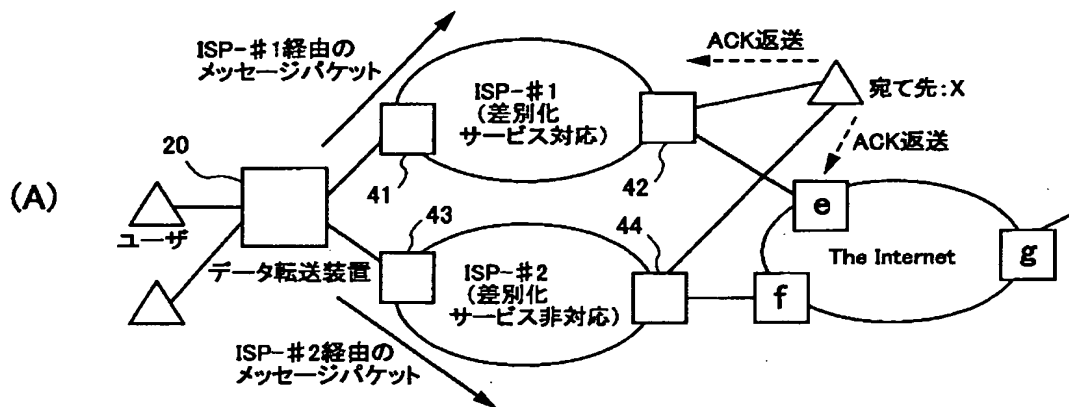 (A)
ISP-＃1経由の
メッセージパケット
20
ユーザ
データ転送装置
ISP-＃2経由の
メッセージパケット
41
43
ISP-＃1
(差別化
サービス対応)
42
ISP-＃2
(差別化
サービス非対応)
44
ACK返送
宛て先：X
ACK返送
e
f
The Internet
g